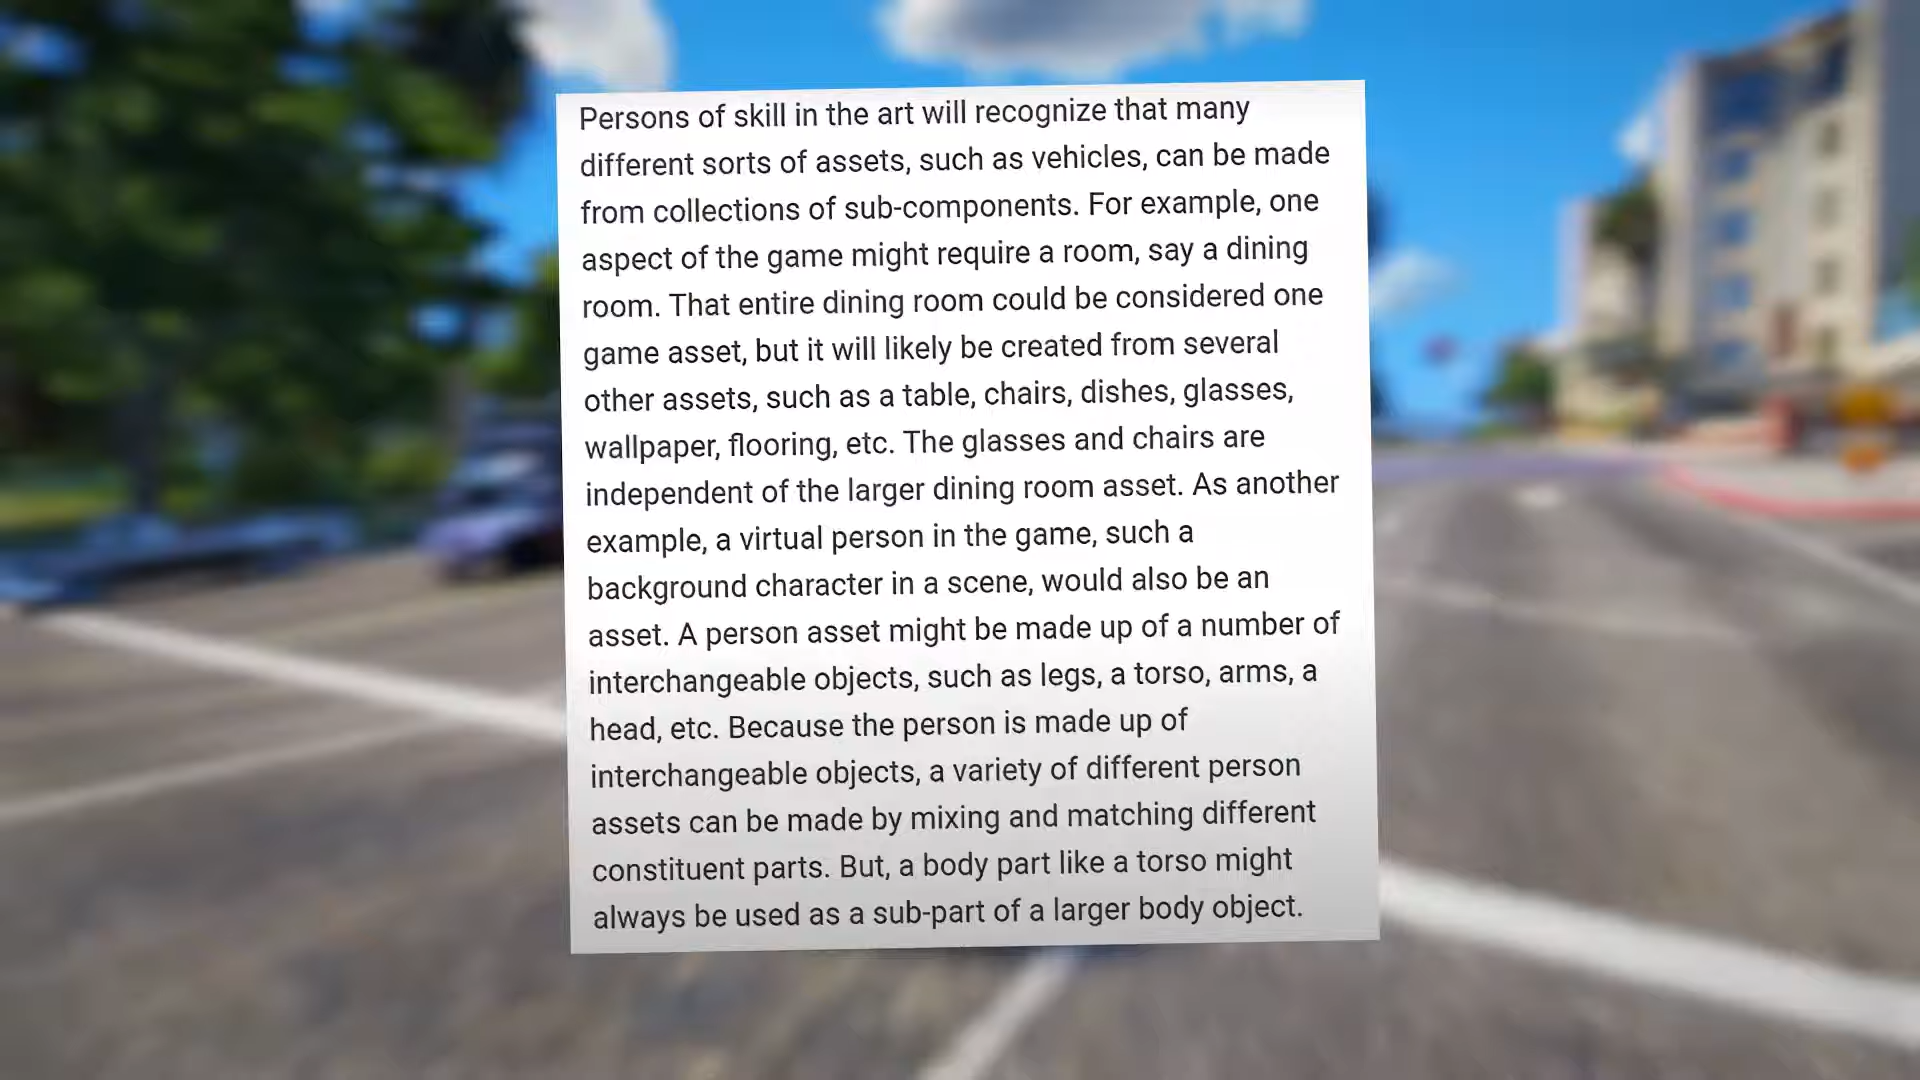 Persons of skill in the art will recognize that many
different sorts of assets, such as vehicles, can be made
from collections of sub-components. For example, one
aspect of the game might require a room, say a dining
room. That entire dining room could be considered one
game asset, but it will likely be created from several
other assets, such as a table, chairs, dishes, glasses,
wallpaper, flooring, etc. The glasses and chairs are
independent of the larger dining room asset. As another
example, a virtual person in the game, such a
background character in a scene, would also be an
asset. A person asset might be made up of a number of
interchangeable objects, such as legs, a torso, arms, a
head, etc. Because the person is made up of
interchangeable objects, a variety of different person
assets can be made by mixing and matching different
constituent parts. But, a body part like a torso might
always be used as a sub-part of a larger body object.